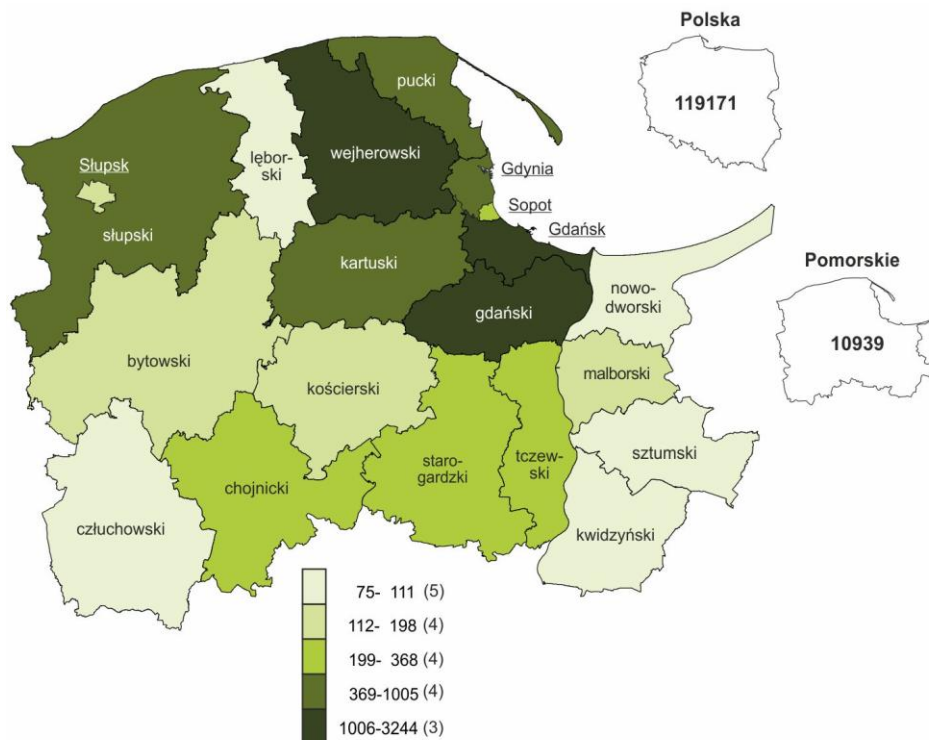 Polska
119171
pucki
lębor-
ski
wejherowski
Słupsk
słupski
Gdynia
Sopot
Gdańsk
kartuski
Pomorskie
10939
nowo-
dworski
gdański
bytowski
kościerski
malborski
staro-
gardzki
tczew-
ski
sztumski
chojnicki
człuchowski
kwidzyński
75- 111 (5)
112- 198 (4)
199- 368 (4)
369-1005 (4)
1006-3244 (3)